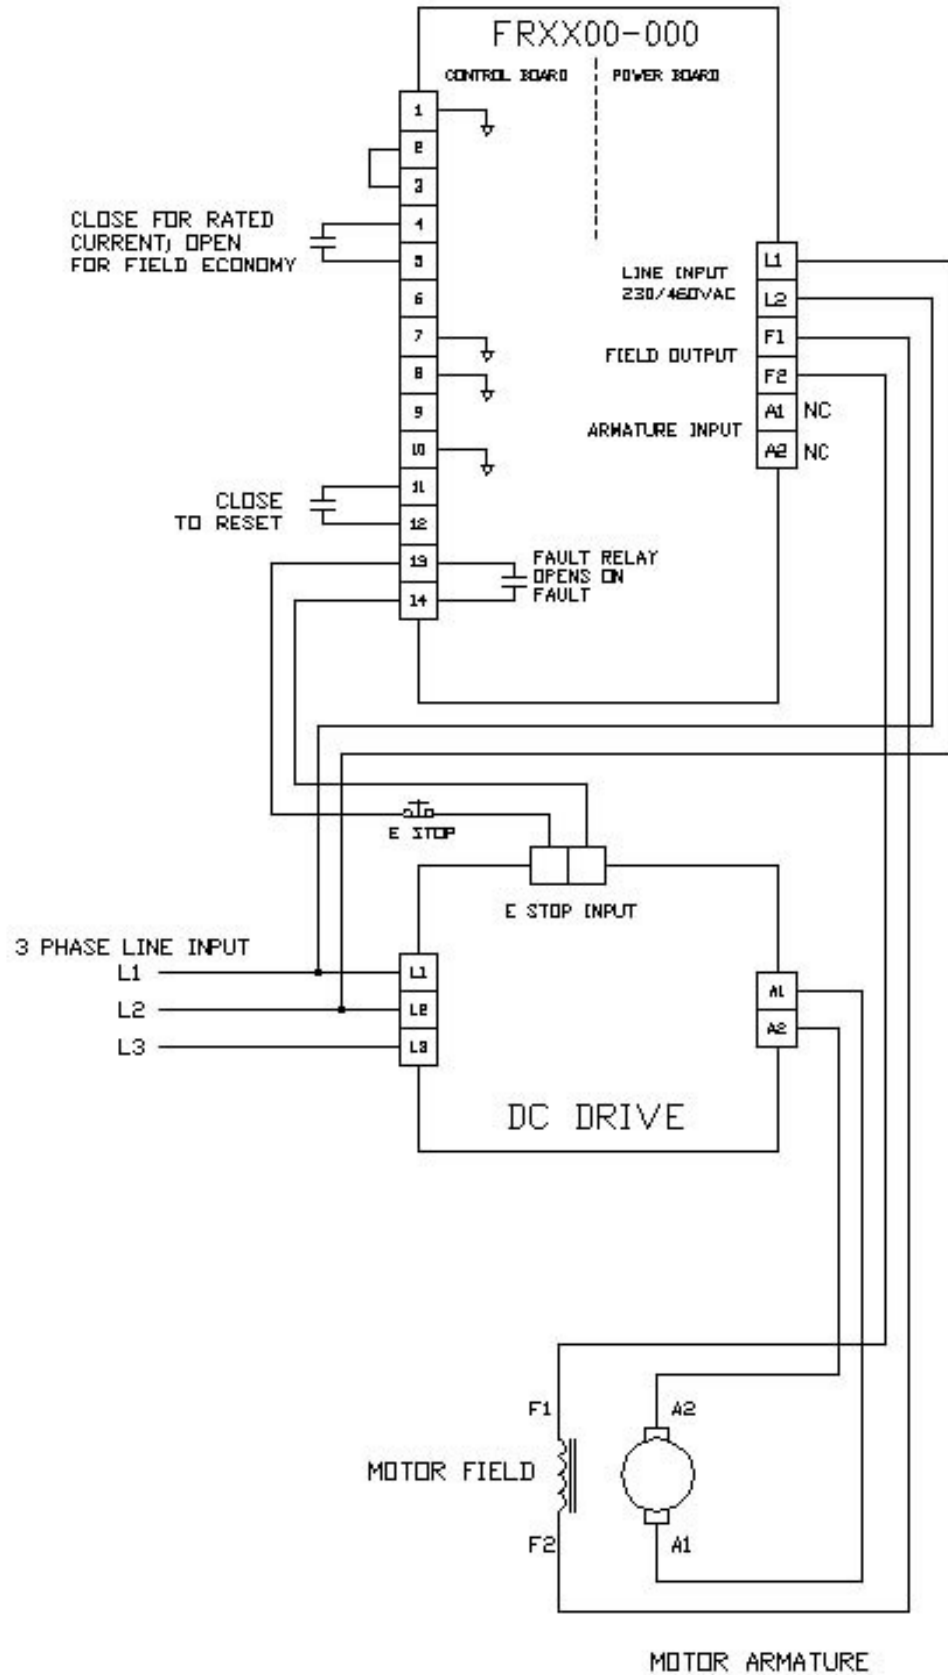 FRXX00-000
CONTROL BOARD
POWER BOARD
1
2
3
CLOSE FOR RATED
CURRENT; OPEN
FOR FIELD ECONOMY
4
5
6
7
8
9
10
CLOSE
TO RESET
11
12
13
14
FAULT RELAY
OPENS ON
FAULT
LINE INPUT
230/460VAC
L1
L2
FIELD OUTPUT
F1
F2
ARMATURE INPUT
A1 NC
A2 NC
E STOP
E STOP INPUT
3 PHASE LINE INPUT
L1
L2
L3
L1
L2
L3
A1
A2
DC DRIVE
F1
A2
MOTOR FIELD
F2
A1
MOTOR ARMATURE